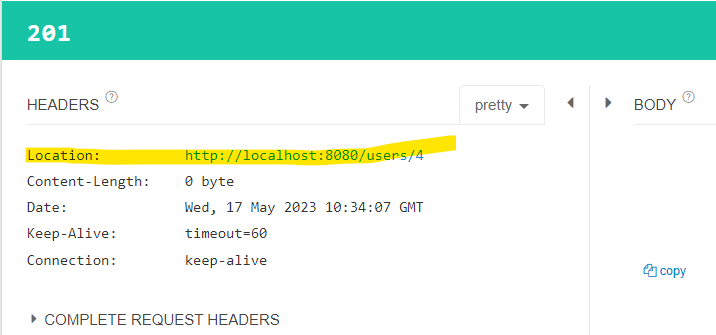 201
HEADERS ?
pretty
BODY ?
Location: http://localhost:8080/users/4
Content-Length: 0 byte
Date: Wed, 17 May 2023 10:34:07 GMT
Keep-Alive: timeout=60
Connection: keep-alive
copy
COMPLETE REQUEST HEADERS